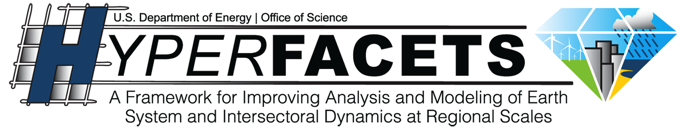 U.S. Department of Energy | Office of Science
HYPERFACETS
A Framework for Improving Analysis and Modeling of Earth
System and Intersectoral Dynamics at Regional Scales